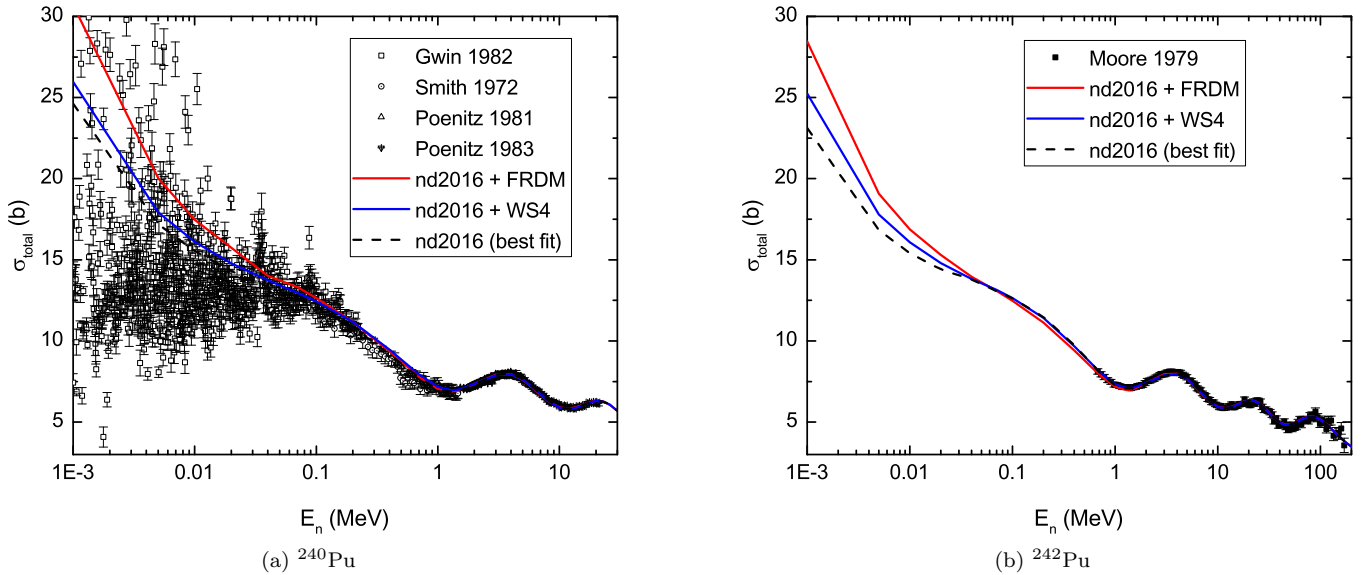 30
25
20
15
10
5
σtotal (b)
1E-3 0.01 0.1 1 10
En (MeV)
Gwin 1982
Smith 1972
Poenitz 1981
Poenitz 1983
nd2016 + FRDM
nd2016 + WS4
nd2016 (best fit)
(a) ²⁴⁰Pu
30
25
20
15
10
5
σtotal (b)
1E-3 0.01 0.1 1 10 100
En (MeV)
Moore 1979
nd2016 + FRDM
nd2016 + WS4
nd2016 (best fit)
(b) ²⁴²Pu